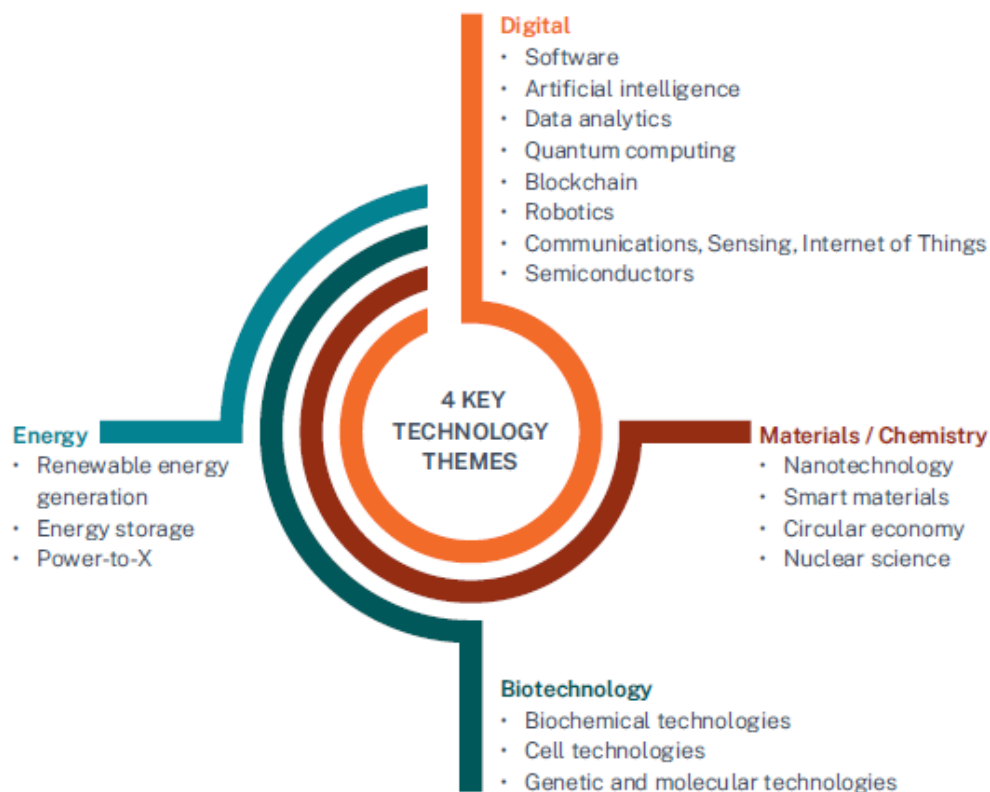 Digital
• Software
• Artificial intelligence
• Data analytics
• Quantum computing
• Blockchain
• Robotics
• Communications, Sensing, Internet of Things
• Semiconductors
4 KEY
TECHNOLOGY
THEMES
Energy
• Renewable energy
generation
• Energy storage
• Power-to-X
Materials / Chemistry
• Nanotechnology
• Smart materials
• Circular economy
• Nuclear science
Biotechnology
• Biochemical technologies
• Cell technologies
• Genetic and molecular technologies